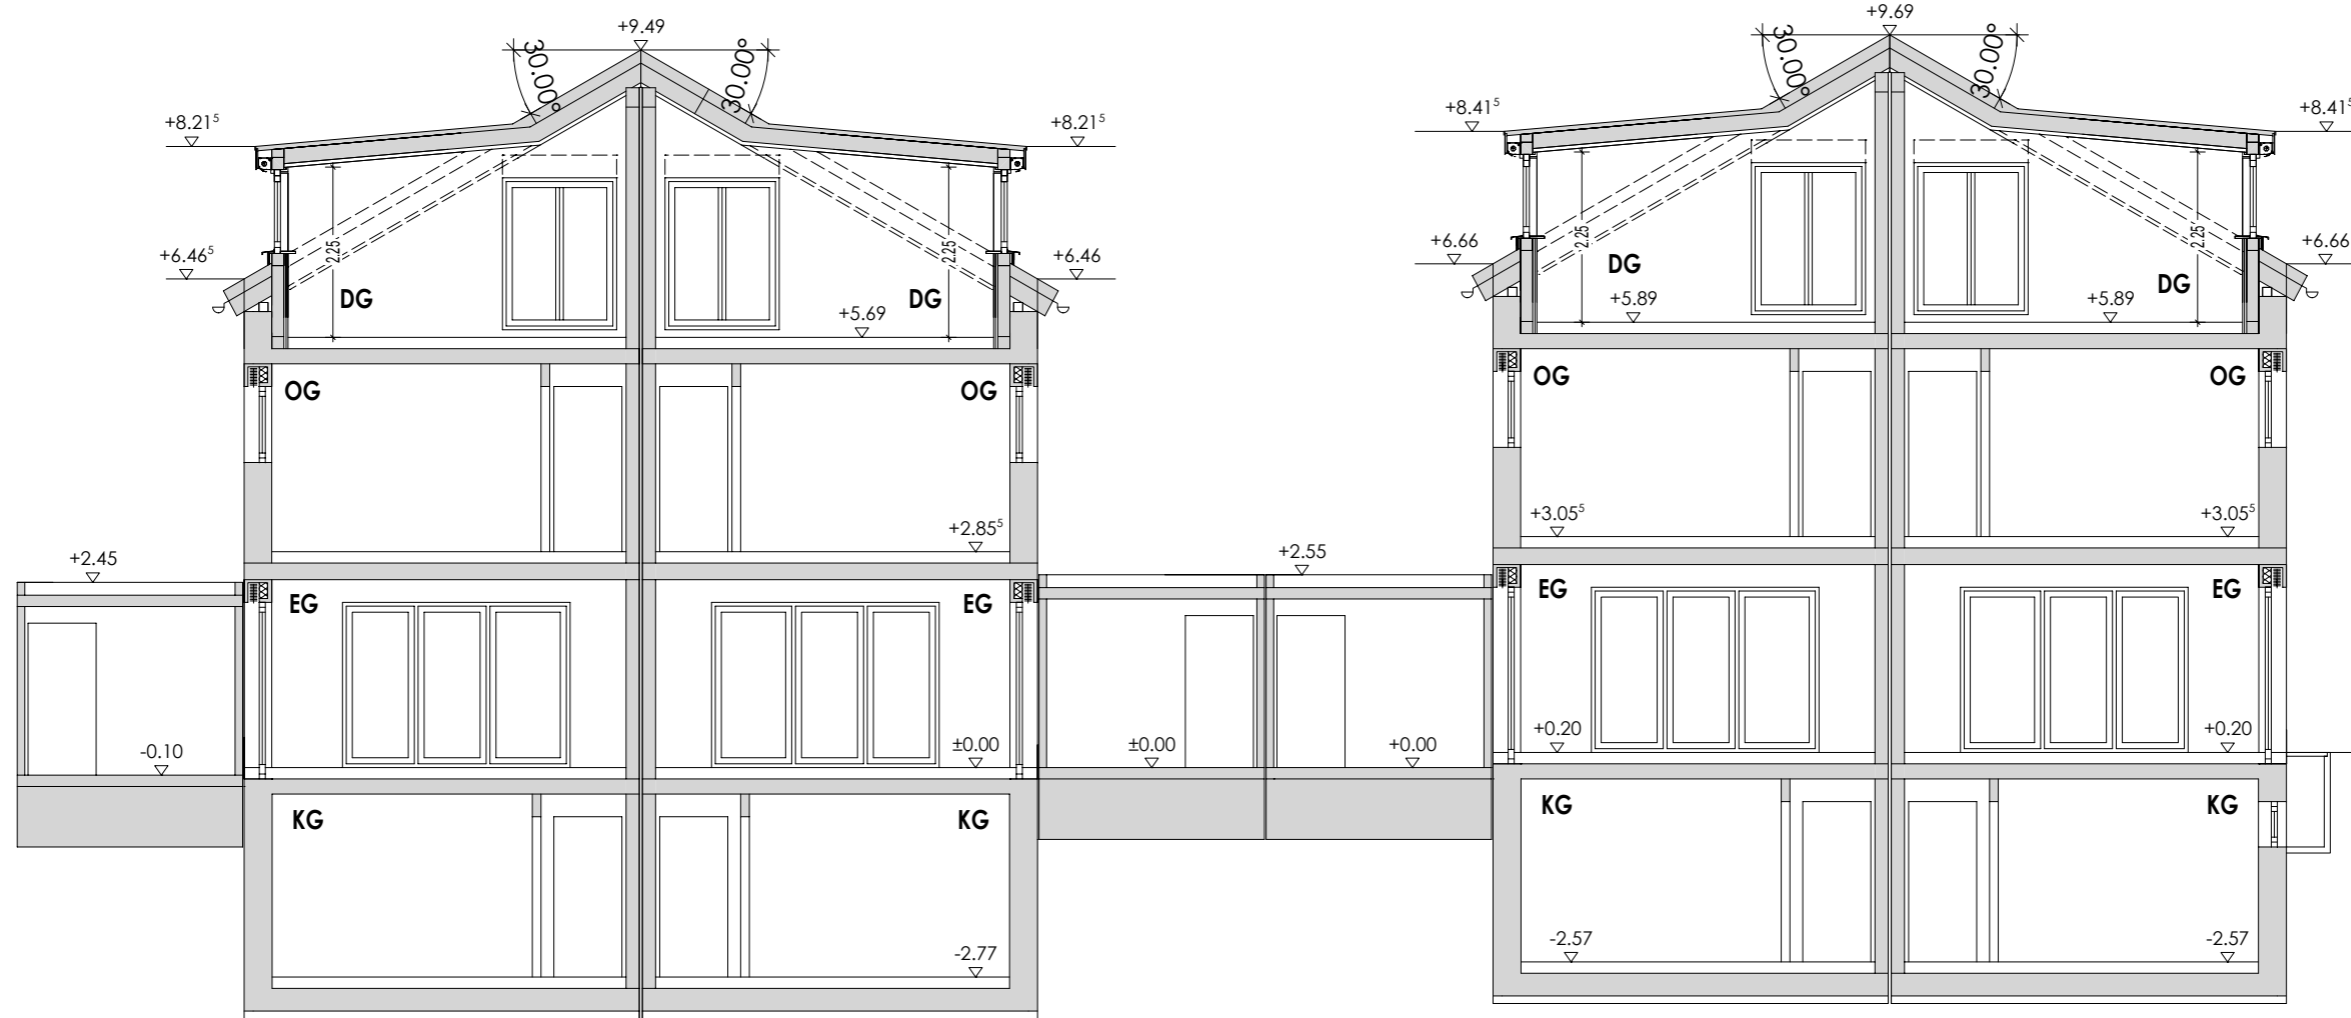 +9.49
+9.69
30.00°
30.00°
30.00°
30.00°
+8.21⁵
+8.21⁵
+8.41⁵
+8.41⁵
+6.46⁵
2.25
2.25
+6.46
+6.66
2.25
2.25
+6.66
DG
DG
DG
DG
+5.69
+5.89
+5.89
OG
OG
OG
OG
+2.85⁵
+3.05⁵
+3.05⁵
+2.45
+2.55
EG
EG
EG
EG
-0.10
±0.00
±0.00
+0.00
+0.20
+0.20
KG
KG
KG
KG
-2.77
-2.57
-2.57